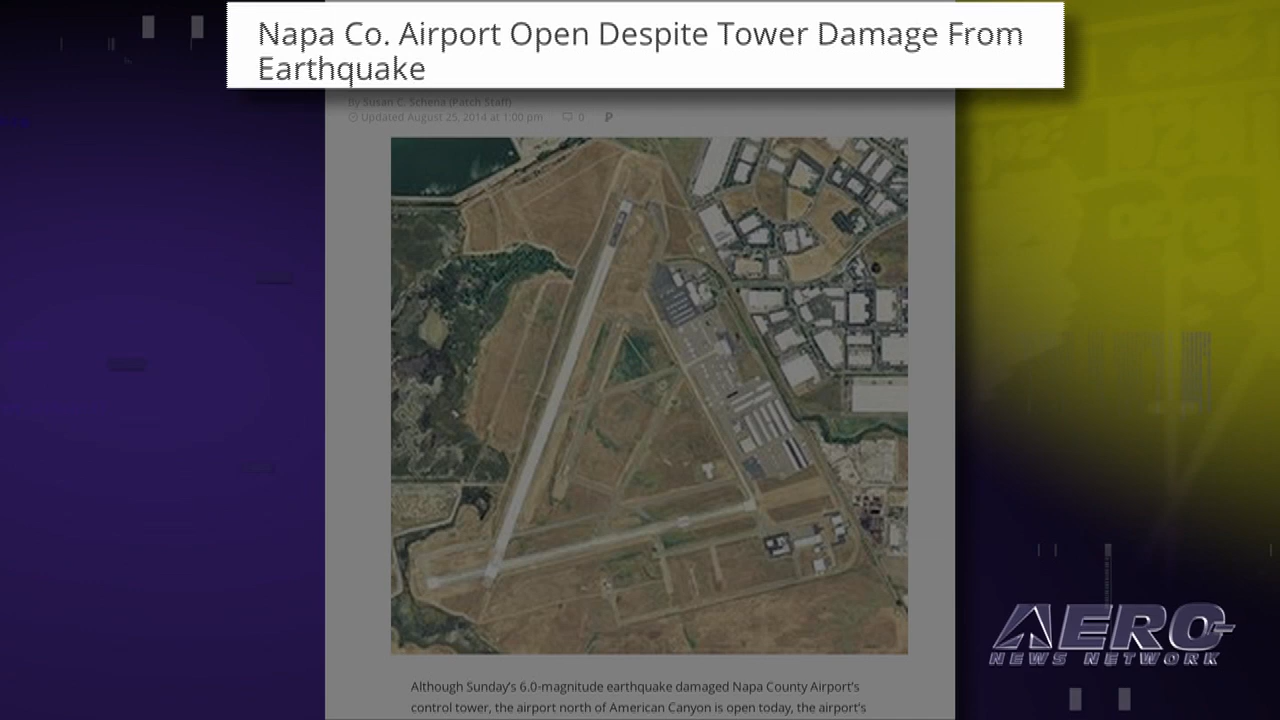 Napa Co. Airport Open Despite Tower Damage From
Earthquake
By Susan C. Schena (Patch Staff)
Updated August 25, 2014 at 1:00 pm 0
Although Sunday's 6.0-magnitude earthquake damaged Napa County Airport's
control tower, the airport north of American Canyon is open today, the airport's
AERO-
NEWS NETWORK